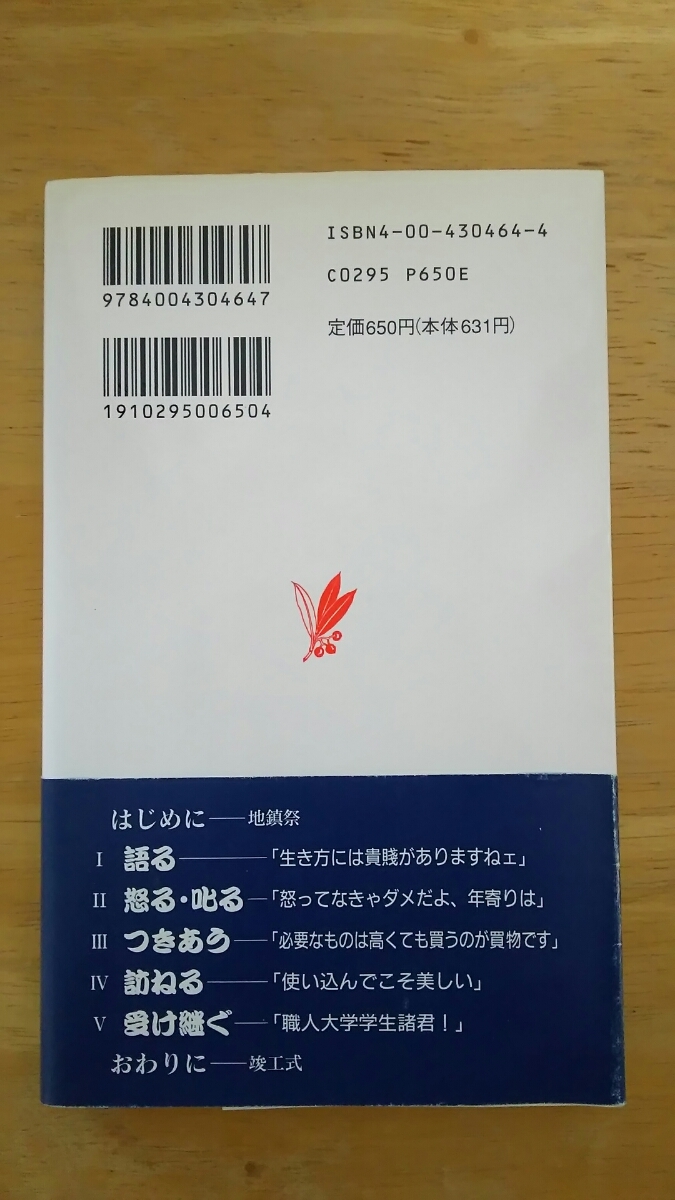 ISBN4-00-430464-4
9784004304647
C0295 P650E
定価650円(本体631円)
1910295006504
はじめに――地鎮祭
I 語る――――「生き方には貴賤がありますねェ」
II 怒る・叱る―「怒ってなきゃダメだよ、年寄りは」
III つきあう――「必要なものは高くても買うのが買物です」
IV 訪ねる――「使い込んでこそ美しい」
V 受け継ぐ――「職人大学学生諸君！」
おわりに――竣工式